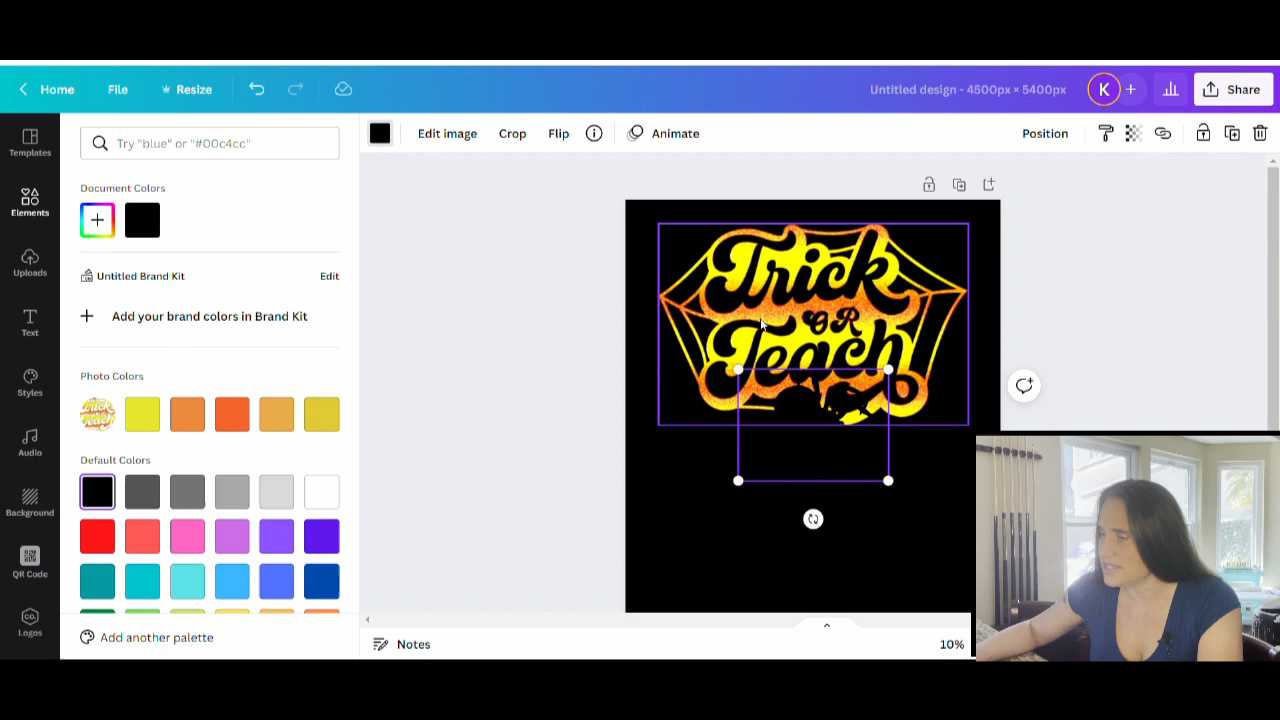 Home File Resize Untitled design - 4500px × 5400px K + Share
Templates
Elements
Uploads
Text
Styles
Audio
Background
QR Code
CO.
Logos
Try "blue" or "#00c4cc"
Document Colors
Untitled Brand Kit Edit
Add your brand colors in Brand Kit
Photo Colors
Default Colors
Add another palette
Edit image Crop Flip Animate Position
Trick
OR
Teach
Notes 10%